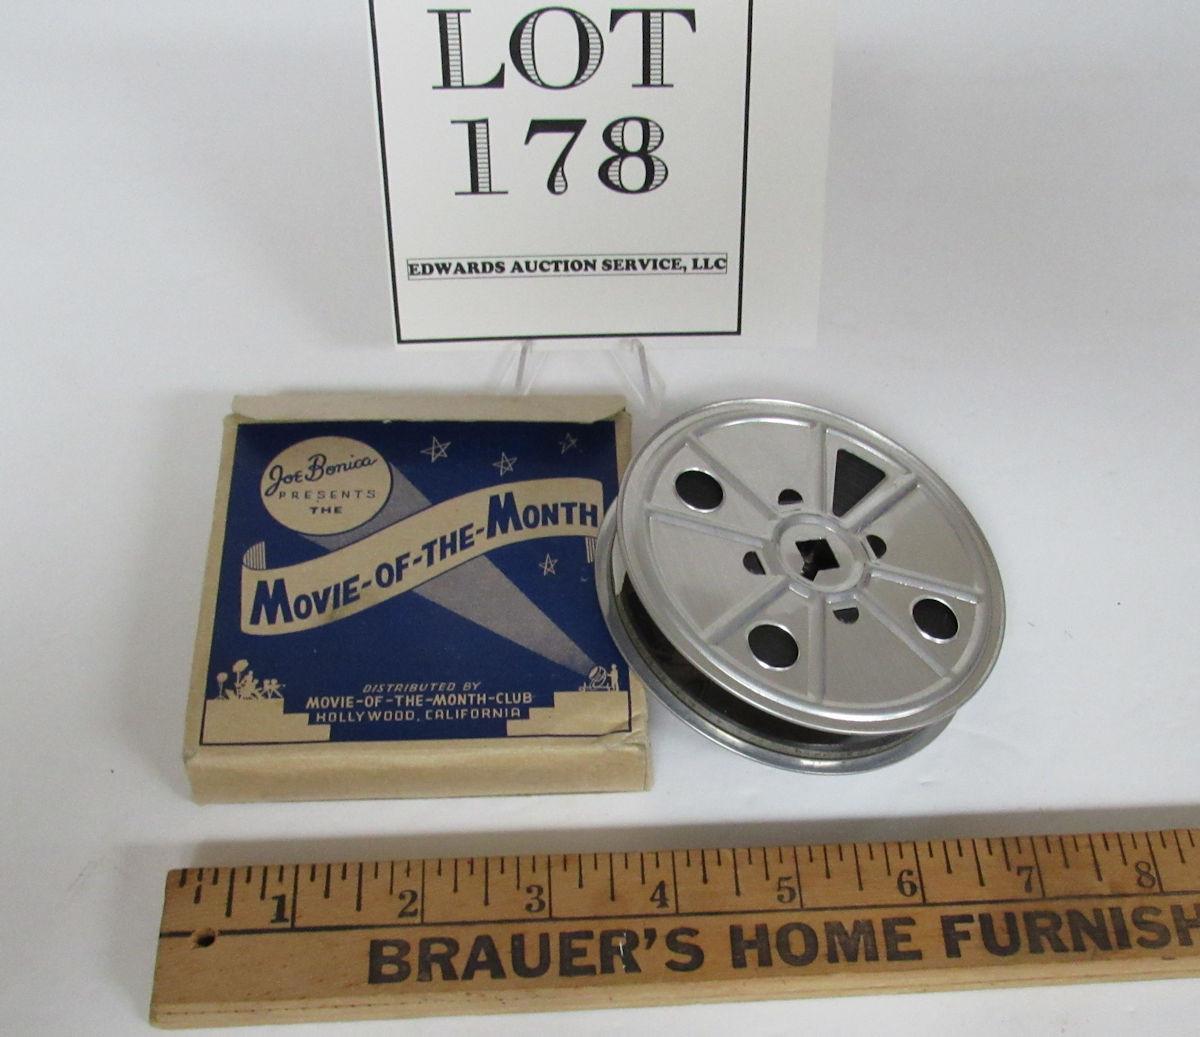 LOT
178
EDWARDS AUCTION SERVICE, LLC
Joe Bonica
PRESENTS
THE
MOVIE-OF-THE-MONTH
DISTRIBUTED BY
MOVIE-OF-THE-MONTH-CLUB
HOLLYWOOD, CALIFORNIA
1 2 3 4 5 6 7 8
BRAUER'S HOME FURNISH